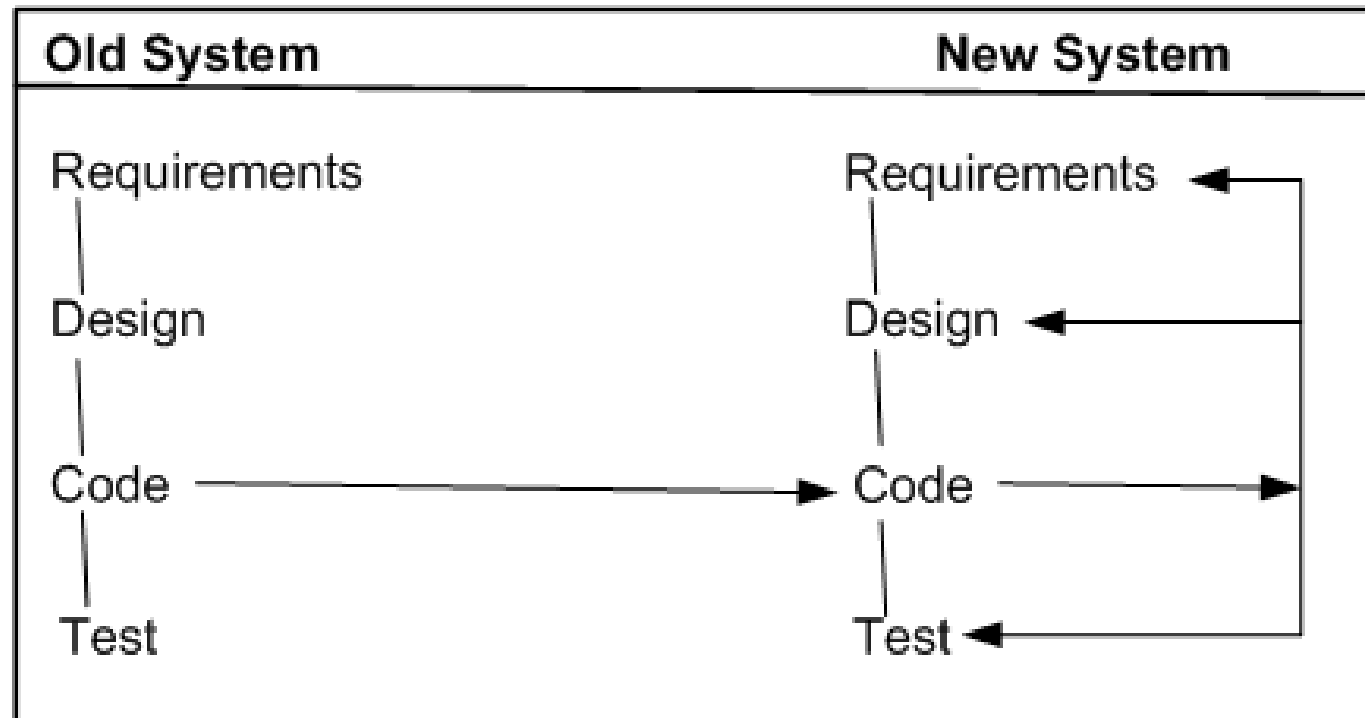 Old System New System
Requirements Requirements
Design Design
Code Code
Test Test